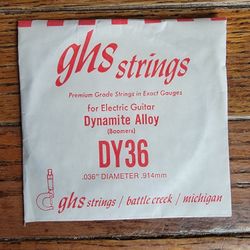 ghs strings
Premium Grade Strings in Exact Gauges
for Electric Guitar
Dynamite Alloy
(Boomers)
DY36
.036" DIAMETER .914mm
ghs strings / battle creek / michigan